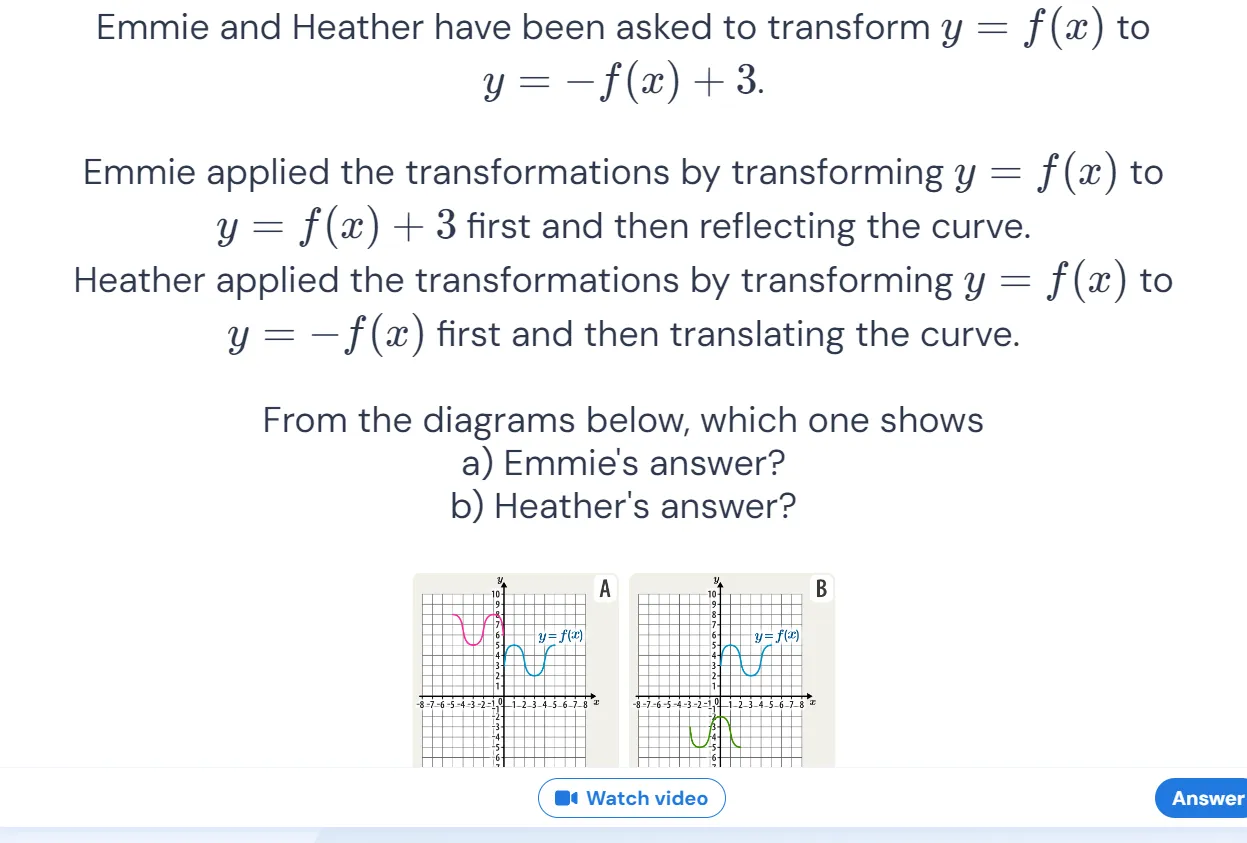 Emmie and Heather have been asked to transform y = f(x) to
y = −f(x) + 3.
Emmie applied the transformations by transforming y = f(x) to
y = f(x) + 3 first and then reflecting the curve.
Heather applied the transformations by transforming y = f(x) to
y = −f(x) first and then translating the curve.
From the diagrams below, which one shows
a) Emmie's answer?
b) Heather's answer?
A
y
10
9
8
7
6
5
4
3
2
1
y = f(x)
-8 -7 -6 -5 -4 -3 -2 -1 0 1 2 3 4 5 6 7 8 x
-1
-2
-3
-4
-5
6
B
y
10
9
8
7
6
5
4
3
2
1
y = f(x)
-8 -7 -6 -5 -4 -3 -2 -1 0 1 2 3 4 5 6 7 8 x
-1
-2
-3
-4
-5
6
Watch video
Answer